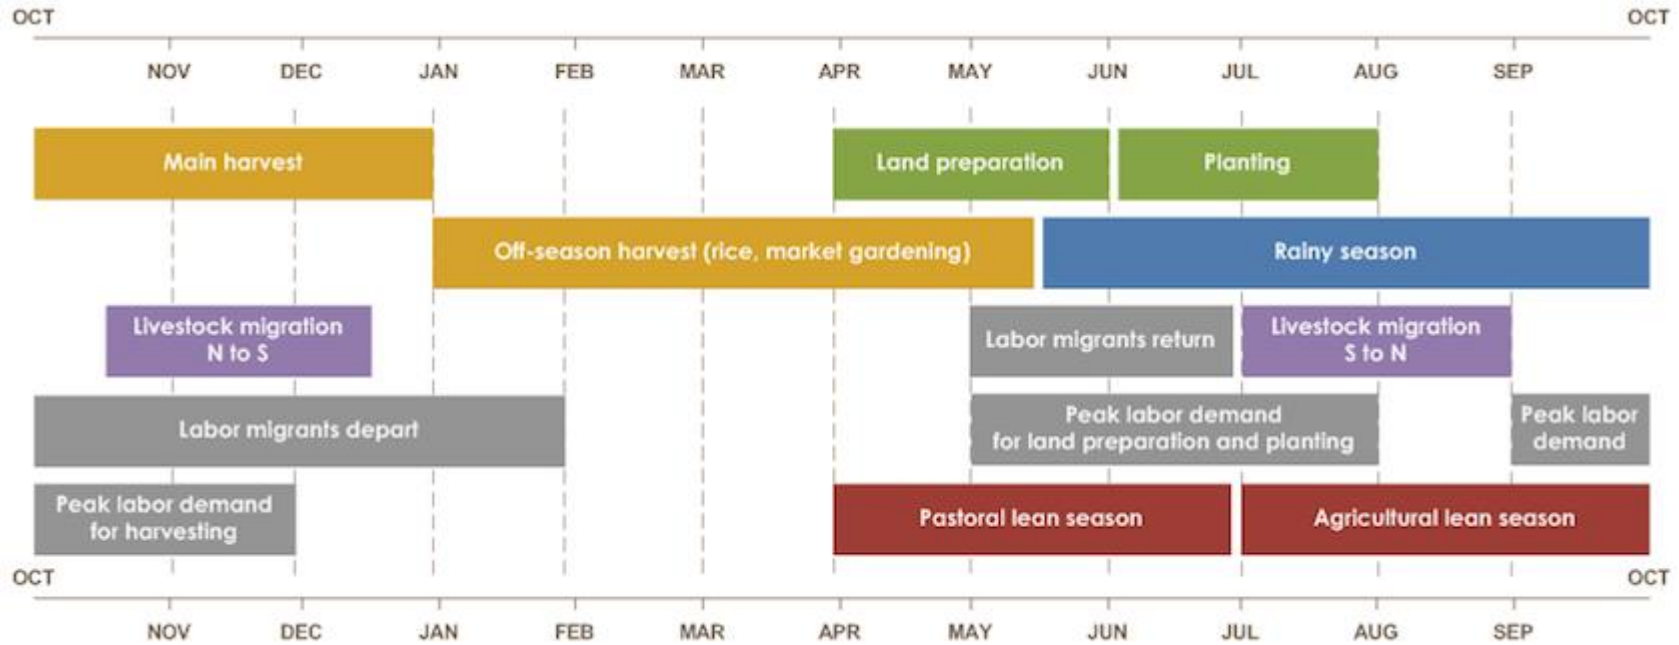 OCT
OCT
NOV
DEC
JAN
FEB
MAR
APR
MAY
JUN
JUL
AUG
SEP
Main harvest
Land preparation
Planting
Off-season harvest (rice, market gardening)
Rainy season
Livestock migration
N to S
Labor migrants return
Livestock migration
S to N
Labor migrants depart
Peak labor demand
for land preparation and planting
Peak labor
demand
Peak labor demand
for harvesting
Pastoral lean season
Agricultural lean season
OCT
OCT
NOV
DEC
JAN
FEB
MAR
APR
MAY
JUN
JUL
AUG
SEP